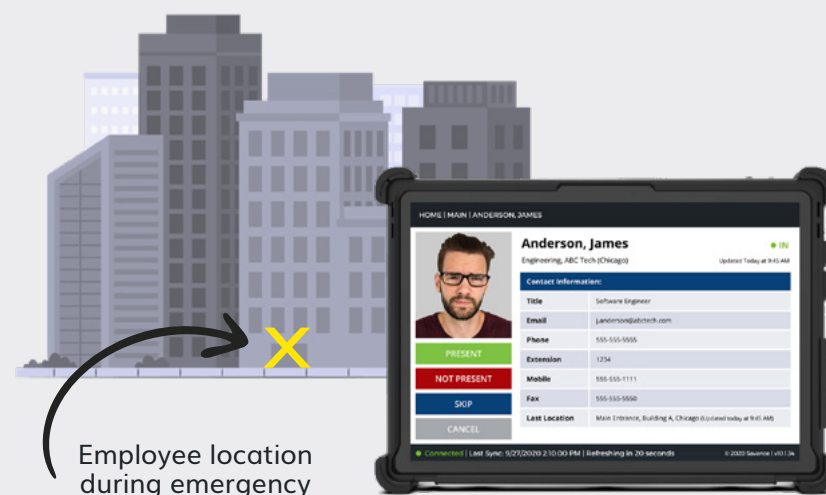 HOME | MAIN | ANDERSON, JAMES
Anderson, James
IN
Engineering, ABC Tech (Chicago)
Updated Today at 9:45 AM
Contact Information:
Title Software Engineer
Email j.anderson@abctech.com
Phone 555-555-5555
Extension 1234
Mobile 555-555-1111
Fax 555-555-5550
Last Location Main Entrance, Building A, Chicago (Updated today at 9:45 AM)
PRESENT
NOT PRESENT
SKIP
CANCEL
Connected | Last Sync: 9/27/2020 2:10:00 PM | Refreshing in 20 seconds
© 2020 Savance | v10.1.34
X
Employee location
during emergency